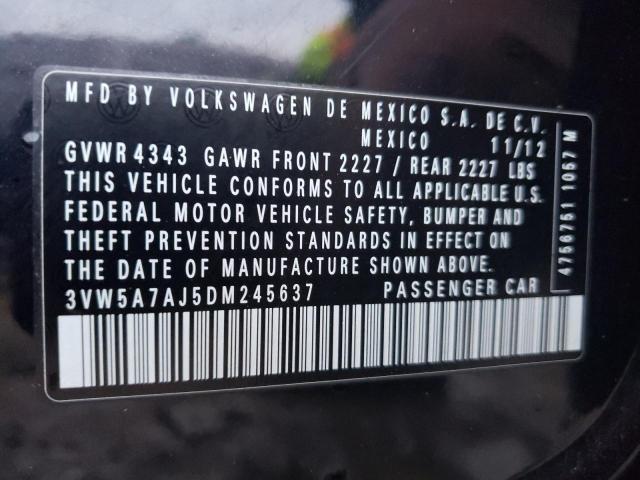 MFD BY VOLKSWAGEN DE MEXICO S.A. DE C.V.
MEXICO 11/12
GVWR 4343 GAWR FRONT 2227 / REAR 2227 LBS
THIS VEHICLE CONFORMS TO ALL APPLICABLE U.S.
FEDERAL MOTOR VEHICLE SAFETY, BUMPER AND
THEFT PREVENTION STANDARDS IN EFFECT ON
THE DATE OF MANUFACTURE SHOWN ABOVE.
3VW5A7AJ5DM245637 PASSENGER CAR
4756751 1067 M